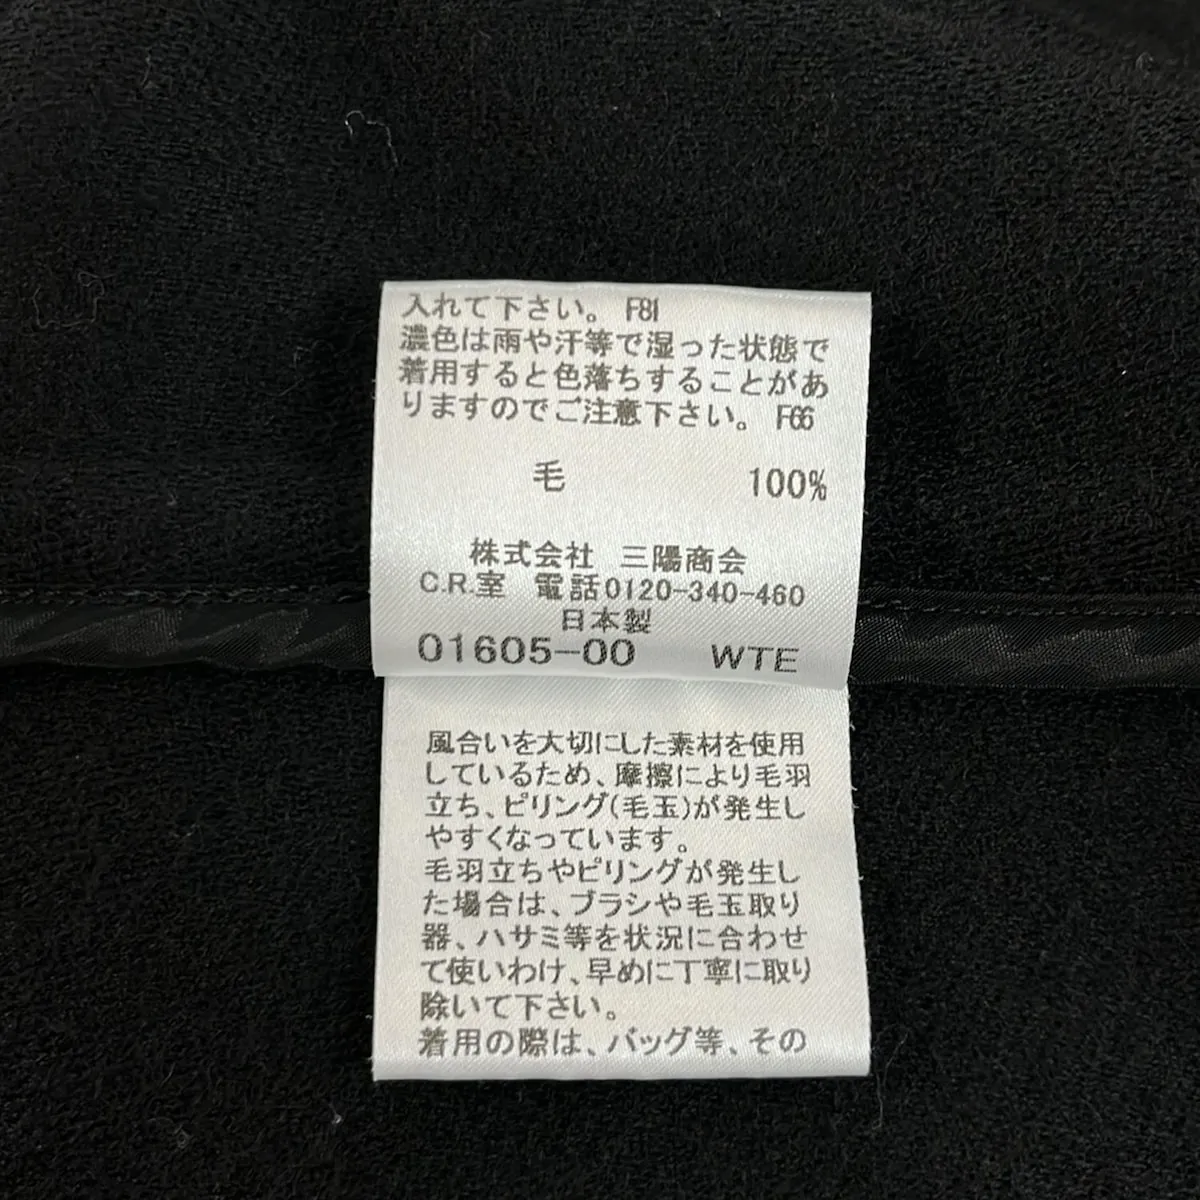 入れて下さい。 F81
濃色は雨や汗等で湿った状態で
着用すると色落ちすることがあ
りますのでご注意下さい。 F66
毛 100%
株式会社 三陽商会
C.R.室 電話0120-340-460
日本製
01605-00 WTE
風合いを大切にした素材を使用
しているため、摩擦により毛羽
立ち、ピリング(毛玉)が発生し
やすくなっています。
毛羽立ちやピリングが発生し
た場合は、ブラシや毛玉取り
器、ハサミ等を状況に合わせ
て使いわけ、早めに丁寧に取り
除いて下さい。
着用の際は、バッグ等、その